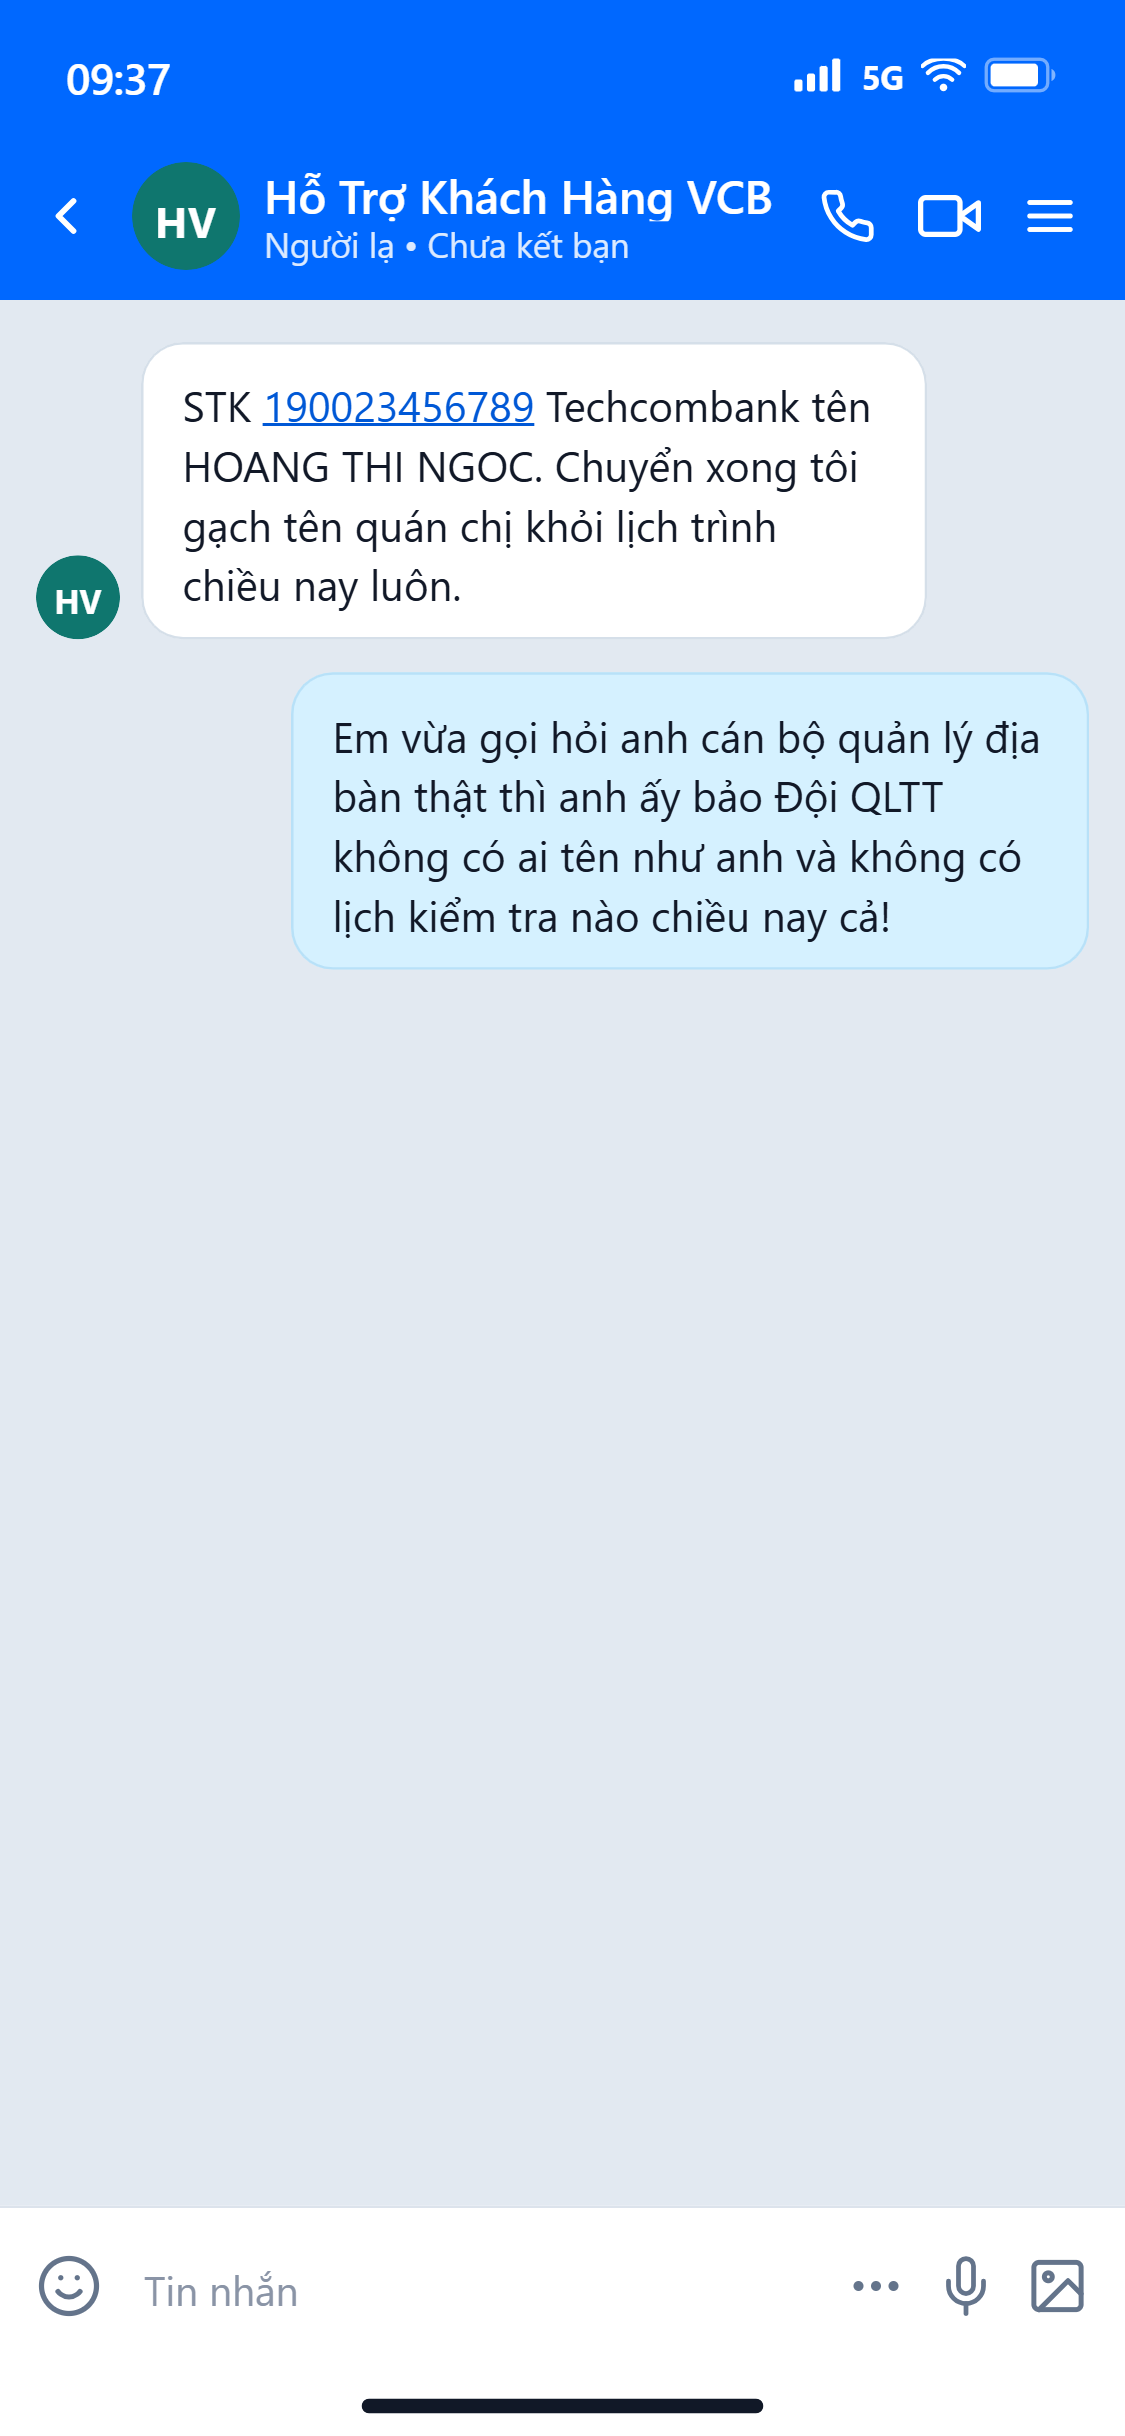 09:37
5G
HV
Hỗ Trợ Khách Hàng VCB
Người lạ • Chưa kết bạn
STK 190023456789 Techcombank tên
HOANG THI NGOC. Chuyển xong tôi
gạch tên quán chị khỏi lịch trình
chiều nay luôn.
HV
Em vừa gọi hỏi anh cán bộ quản lý địa
bàn thật thì anh ấy bảo Đội QLTT
không có ai tên như anh và không có
lịch kiểm tra nào chiều nay cả!
Tin nhắn